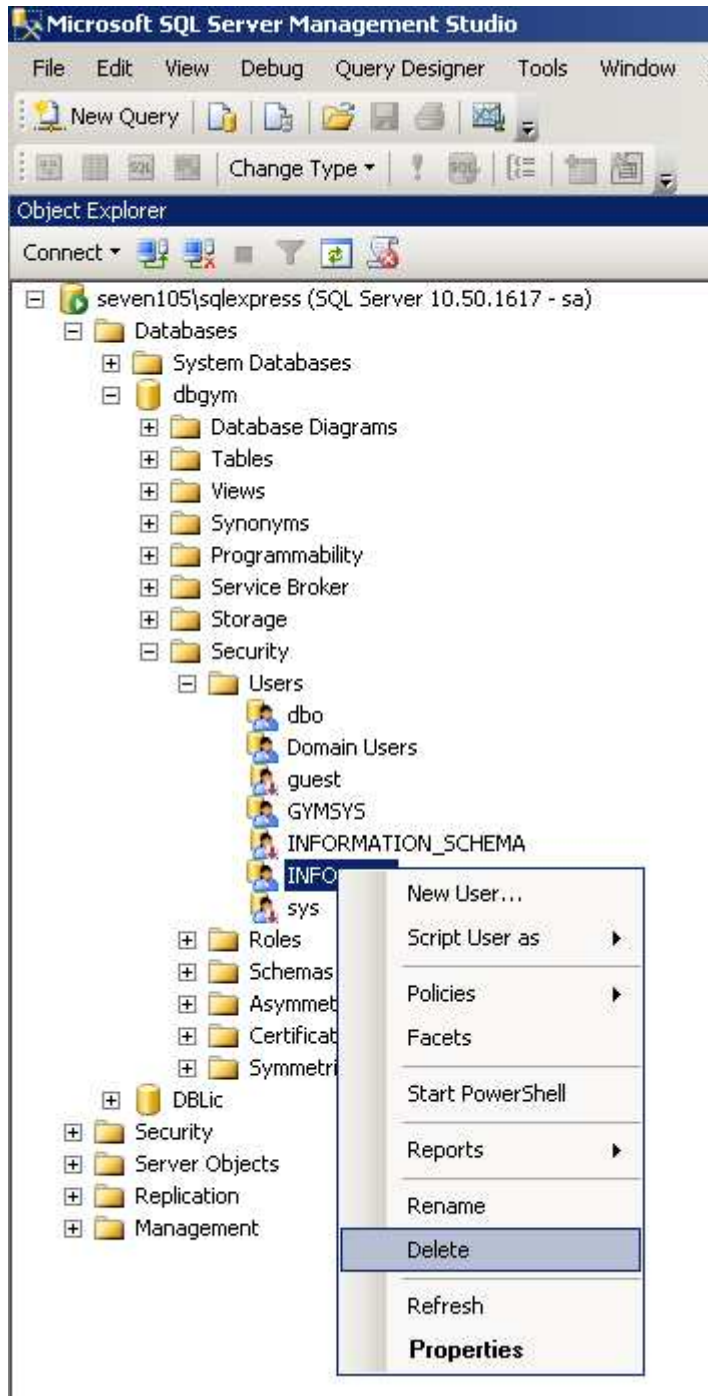 Microsoft SQL Server Management Studio
File Edit View Debug Query Designer Tools Window
New Query
Change Type
Object Explorer
Connect
seven105\sqlexpress (SQL Server 10.50.1617 - sa)
Databases
System Databases
dbgym
Database Diagrams
Tables
Views
Synonyms
Programmability
Service Broker
Storage
Security
Users
dbo
Domain Users
guest
GYMSYS
INFORMATION_SCHEMA
INFO
sys
Roles
Schemas
Asymmet
Certificat
Symmetri
DBLic
Security
Server Objects
Replication
Management
New User...
Script User as
Policies
Facets
Start PowerShell
Reports
Rename
Delete
Refresh
Properties